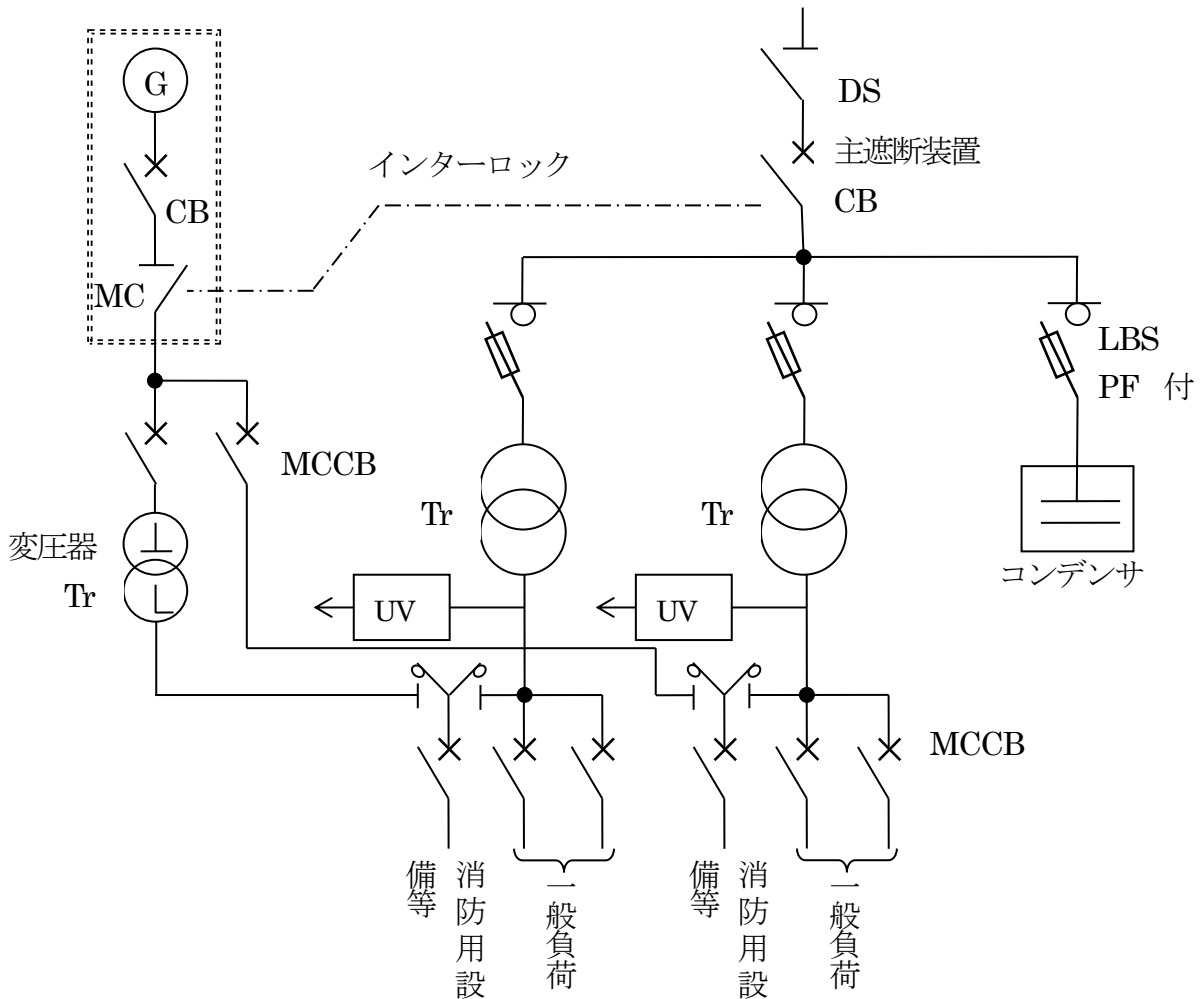 G
DS
主遮断装置
インターロック
CB
CB
MC
LBS
PF 付
MCCB
Tr
Tr
変圧器
Tr
コンデンサ
UV
UV
MCCB
消防用設
備等
一般負荷
消防用設
備等
一般負荷